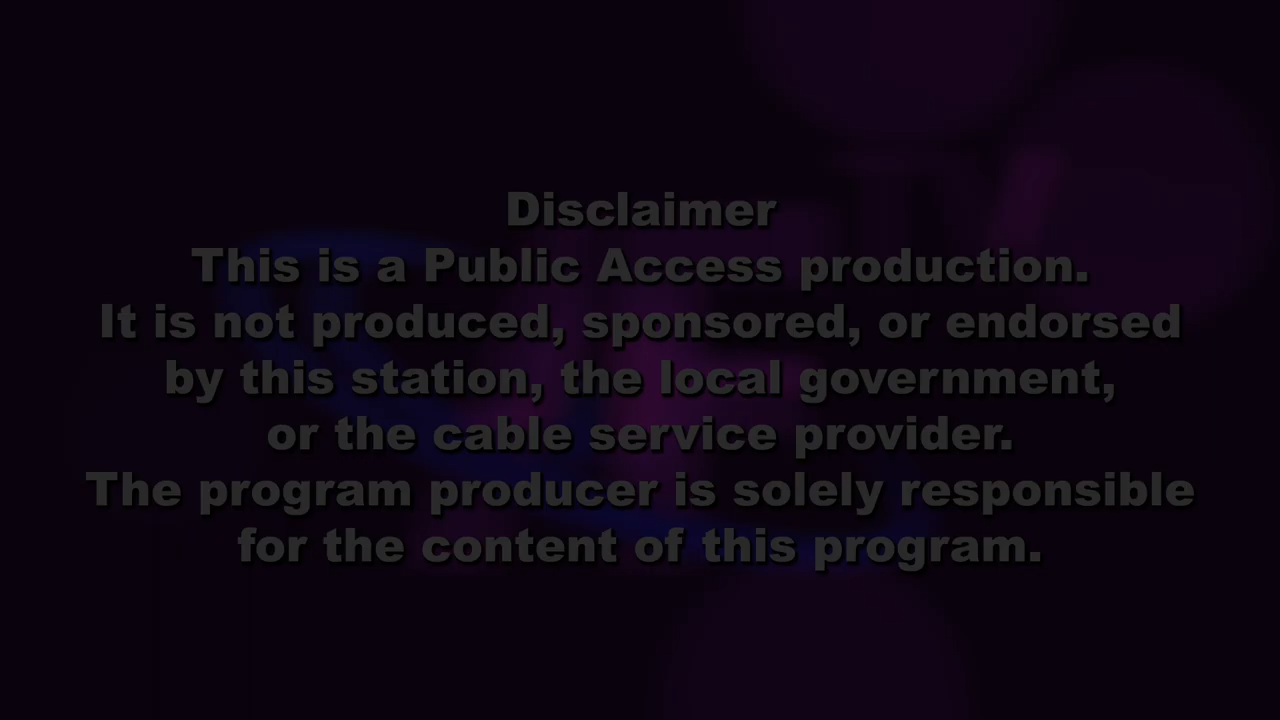 Disclaimer
This is a Public Access production.
It is not produced, sponsored, or endorsed
by this station, the local government,
or the cable service provider.
The program producer is solely responsible
for the content of this program.